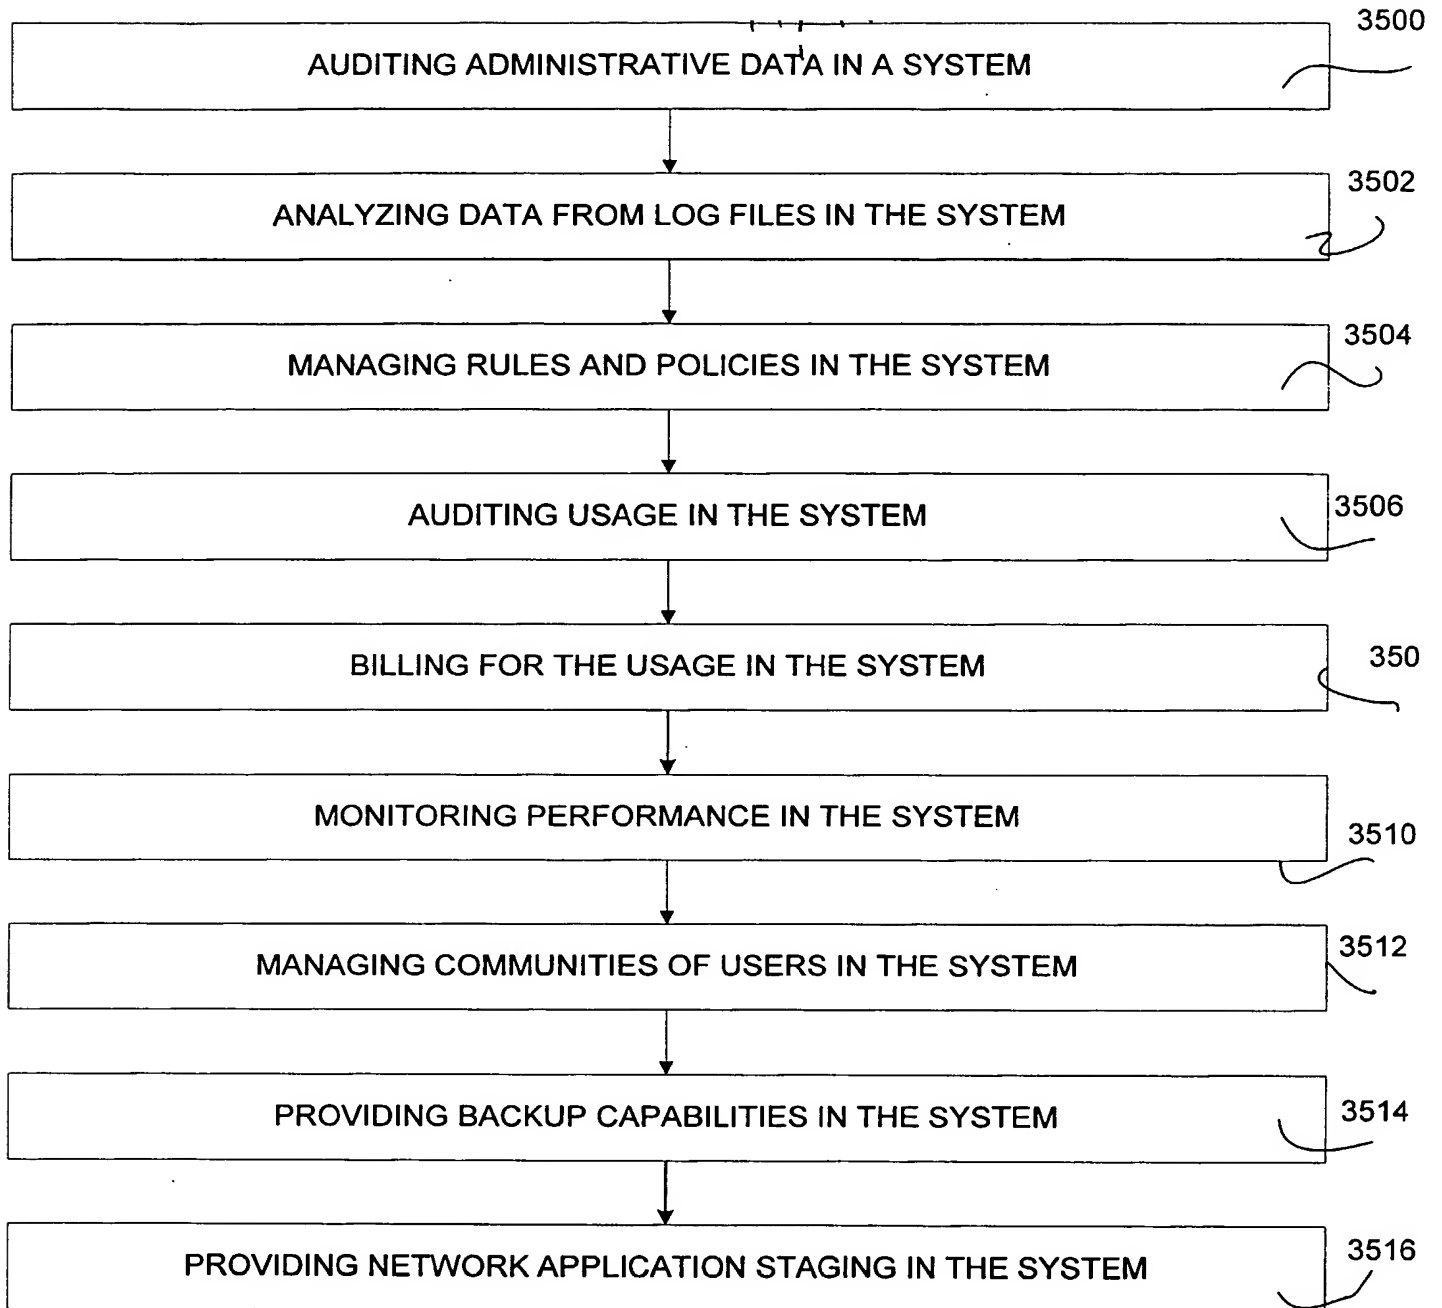 3500
AUDITING ADMINISTRATIVE DATA IN A SYSTEM
3502
ANALYZING DATA FROM LOG FILES IN THE SYSTEM
3504
MANAGING RULES AND POLICIES IN THE SYSTEM
3506
AUDITING USAGE IN THE SYSTEM
350
BILLING FOR THE USAGE IN THE SYSTEM
MONITORING PERFORMANCE IN THE SYSTEM
3510
3512
MANAGING COMMUNITIES OF USERS IN THE SYSTEM
3514
PROVIDING BACKUP CAPABILITIES IN THE SYSTEM
3516
PROVIDING NETWORK APPLICATION STAGING IN THE SYSTEM